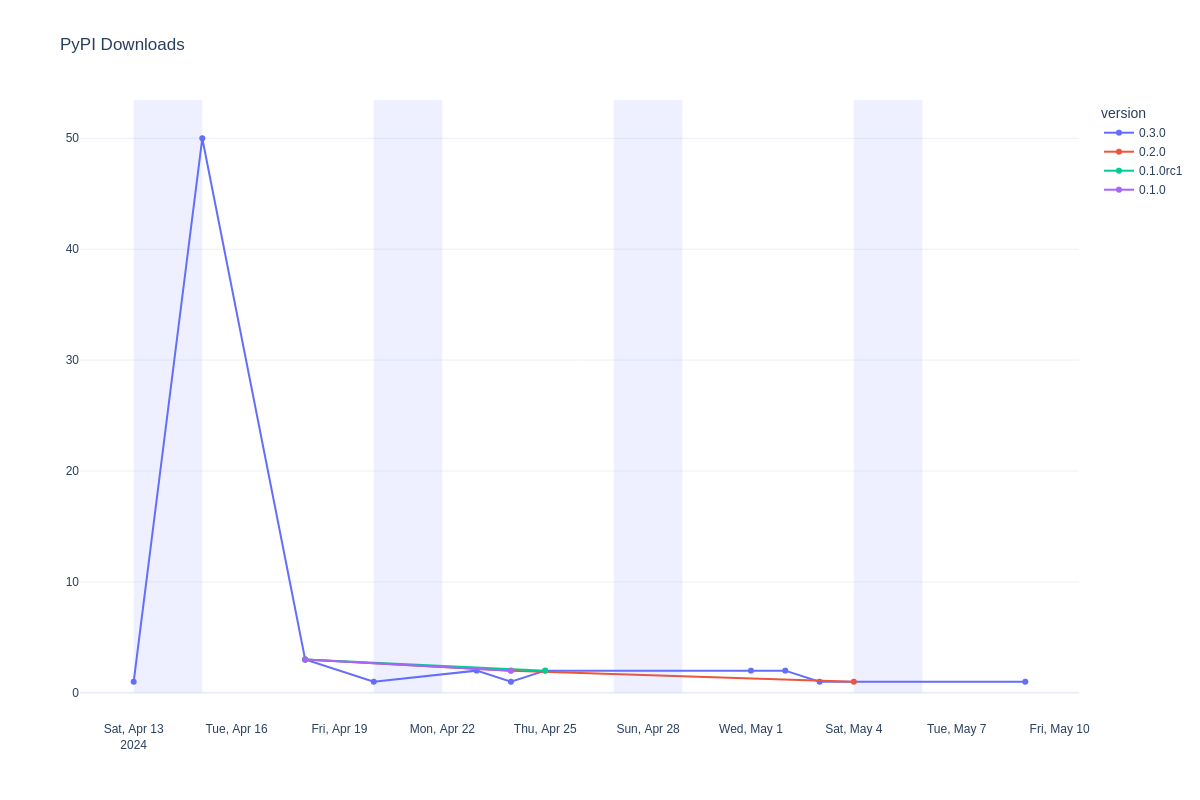 PyPI Downloads
version
0.3.0
0.2.0
0.1.0rc1
0.1.0
50
40
30
20
10
0
Sat, Apr 13 Tue, Apr 16 Fri, Apr 19 Mon, Apr 22 Thu, Apr 25 Sun, Apr 28 Wed, May 1 Sat, May 4 Tue, May 7 Fri, May 10
2024